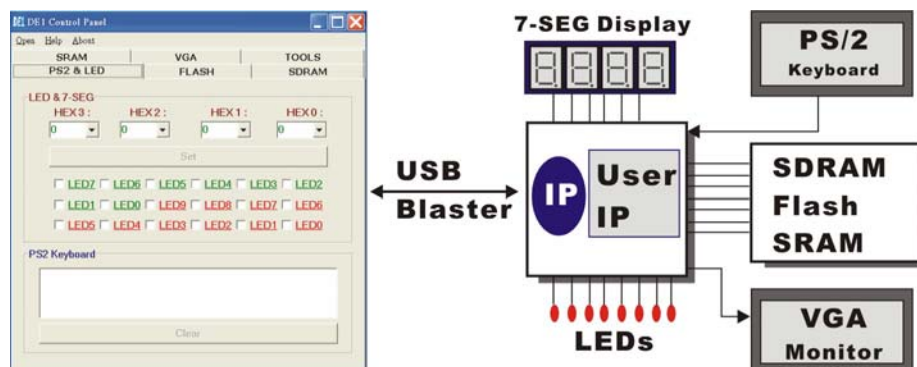 DE1 Control Panel
Open Help About
SRAM VGA TOOLS
PS2 & LED FLASH SDRAM
LED & 7-SEG
HEX3 : HEX2 : HEX1 : HEX0 :
0 0 0 0
Set
LED7 LED6 LED5 LED4 LED3 LED2
LED1 LED0 LED9 LED8 LED7 LED6
LED5 LED4 LED3 LED2 LED1 LED0
PS2 Keyboard
Clear
USB
Blaster
7-SEG Display
8888
IP
User
IP
LEDs
PS/2
Keyboard
SDRAM
Flash
SRAM
VGA
Monitor